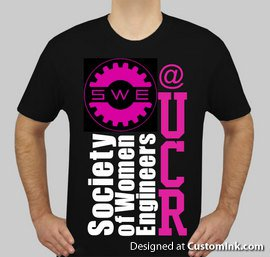 SWE
@
UCR
Society
of Women
Engineers
Designed at CustomInk.com